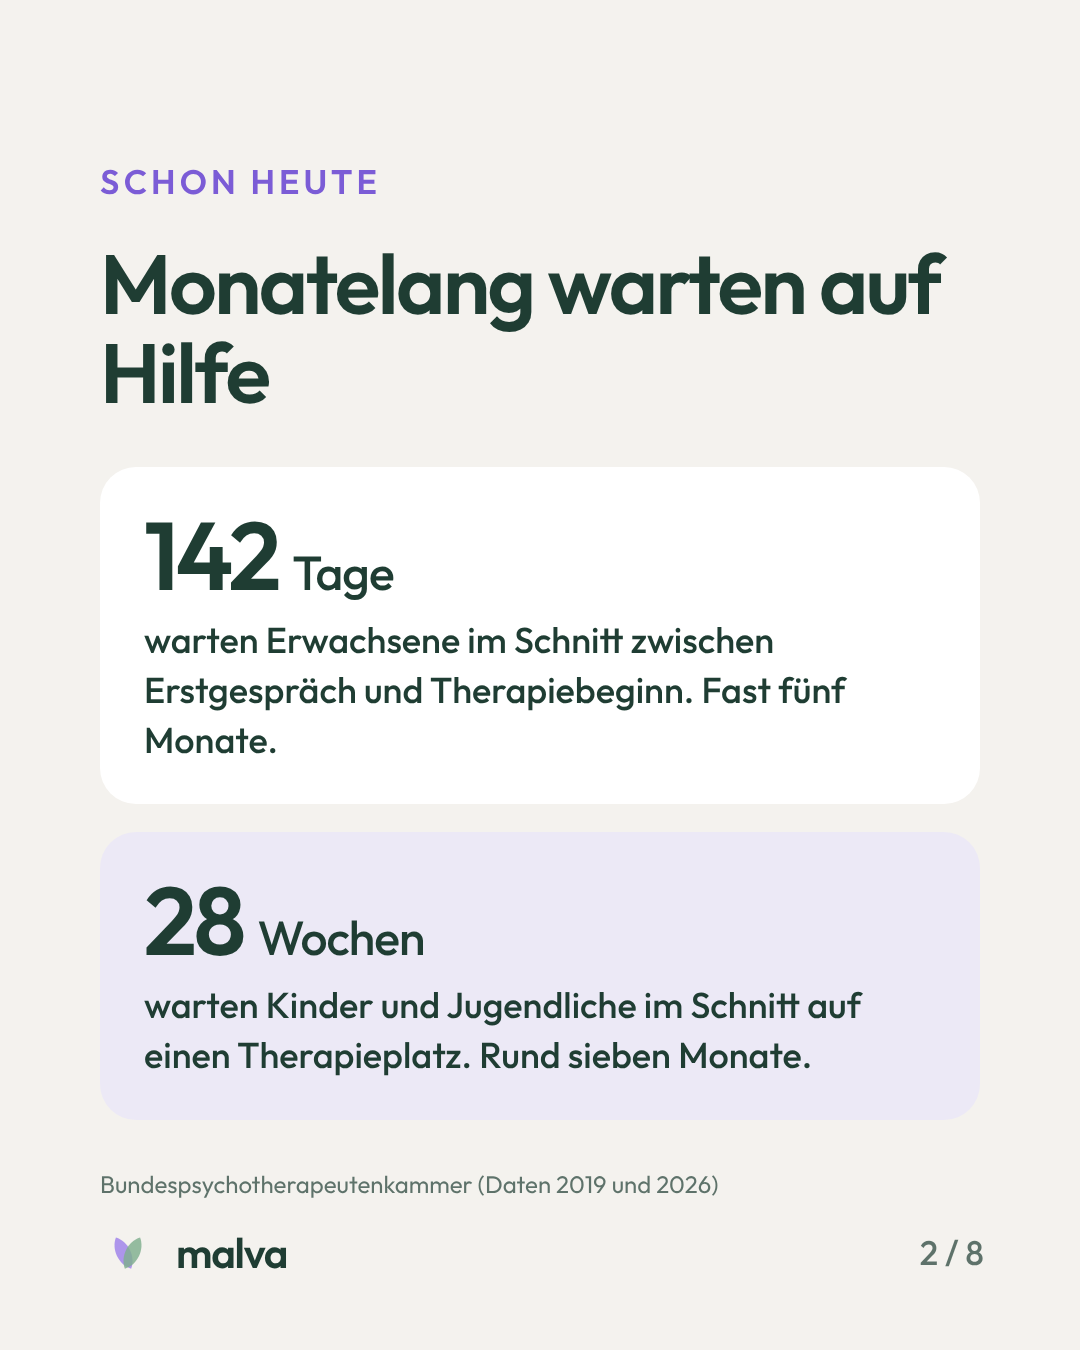 SCHON HEUTE
Monatelang warten auf
Hilfe
142 Tage
warten Erwachsene im Schnitt zwischen
Erstgespräch und Therapiebeginn. Fast fünf
Monate.
28 Wochen
warten Kinder und Jugendliche im Schnitt auf
einen Therapieplatz. Rund sieben Monate.
Bundespsychotherapeutenkammer (Daten 2019 und 2026)
malva
2 / 8